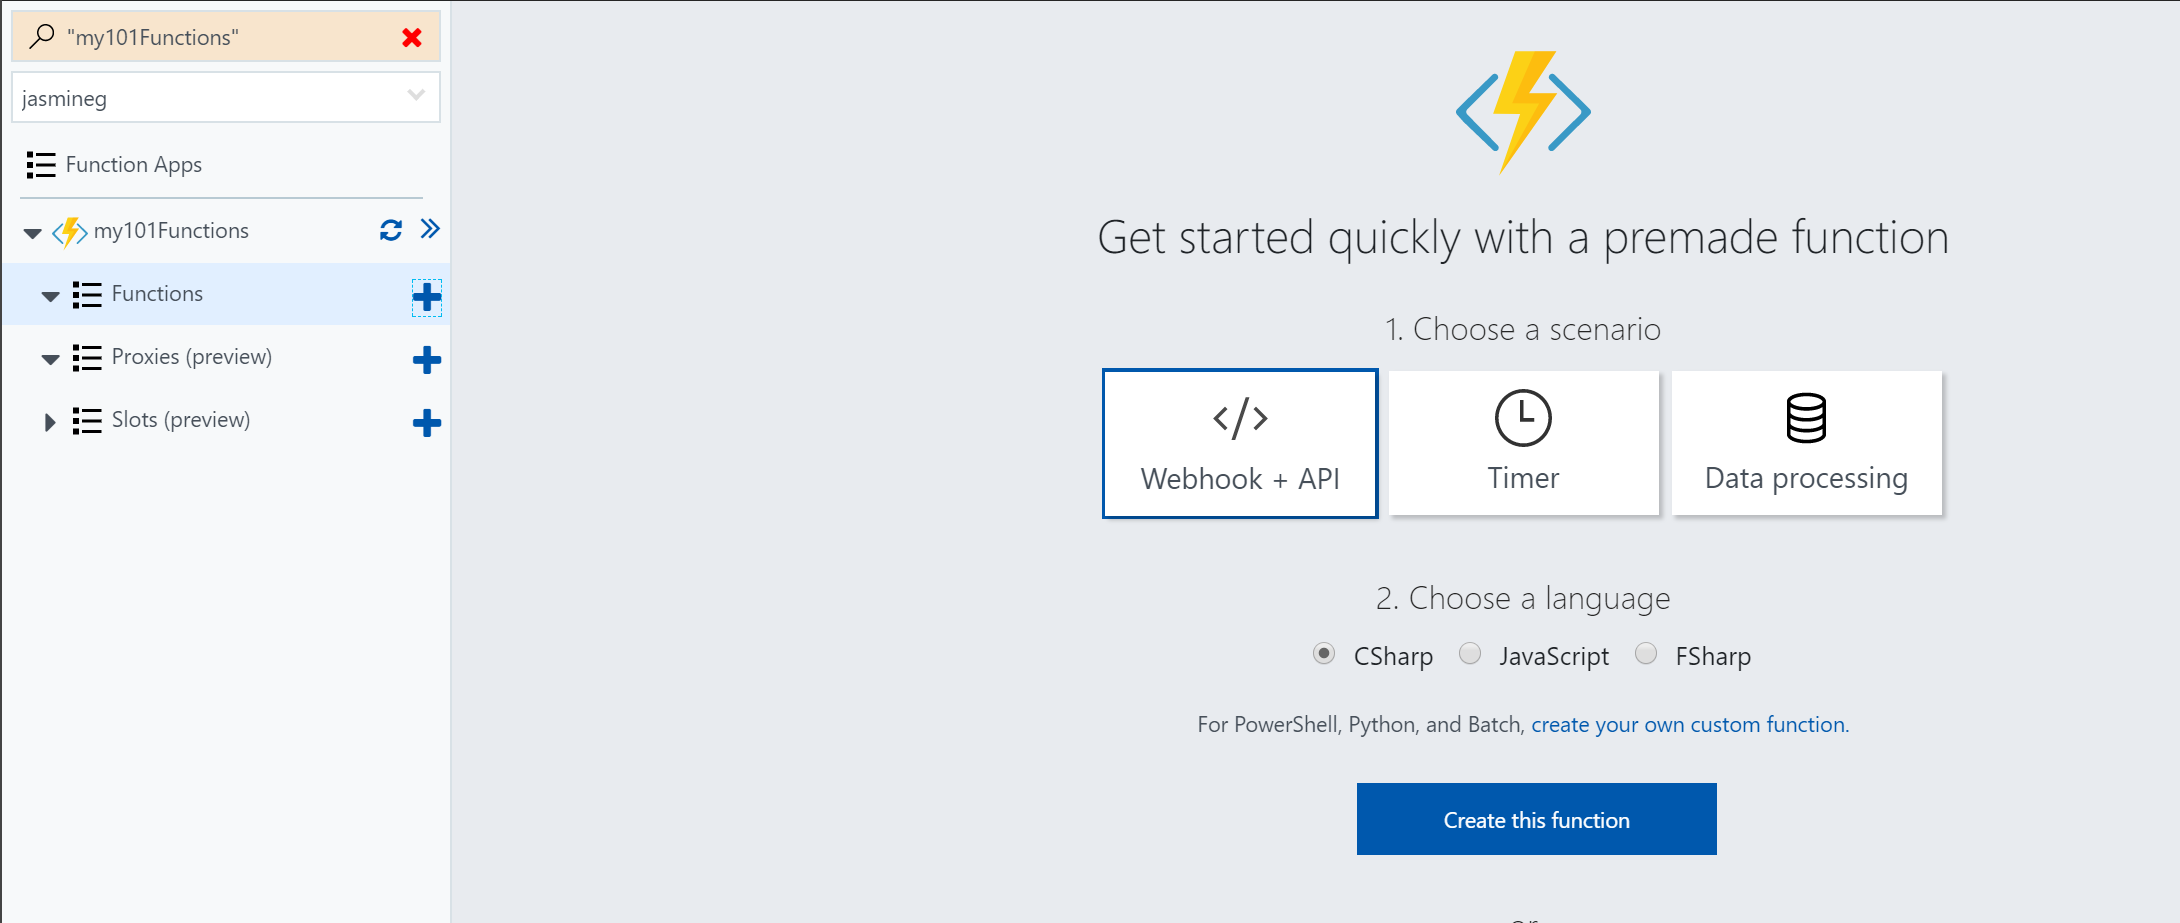 "my101Functions"
jasmineg
Function Apps
my101Functions
Functions
Proxies (preview)
Slots (preview)
Get started quickly with a premade function
1. Choose a scenario
Webhook + API
Timer
Data processing
2. Choose a language
CSharp JavaScript FSharp
For PowerShell, Python, and Batch, create your own custom function.
Create this function